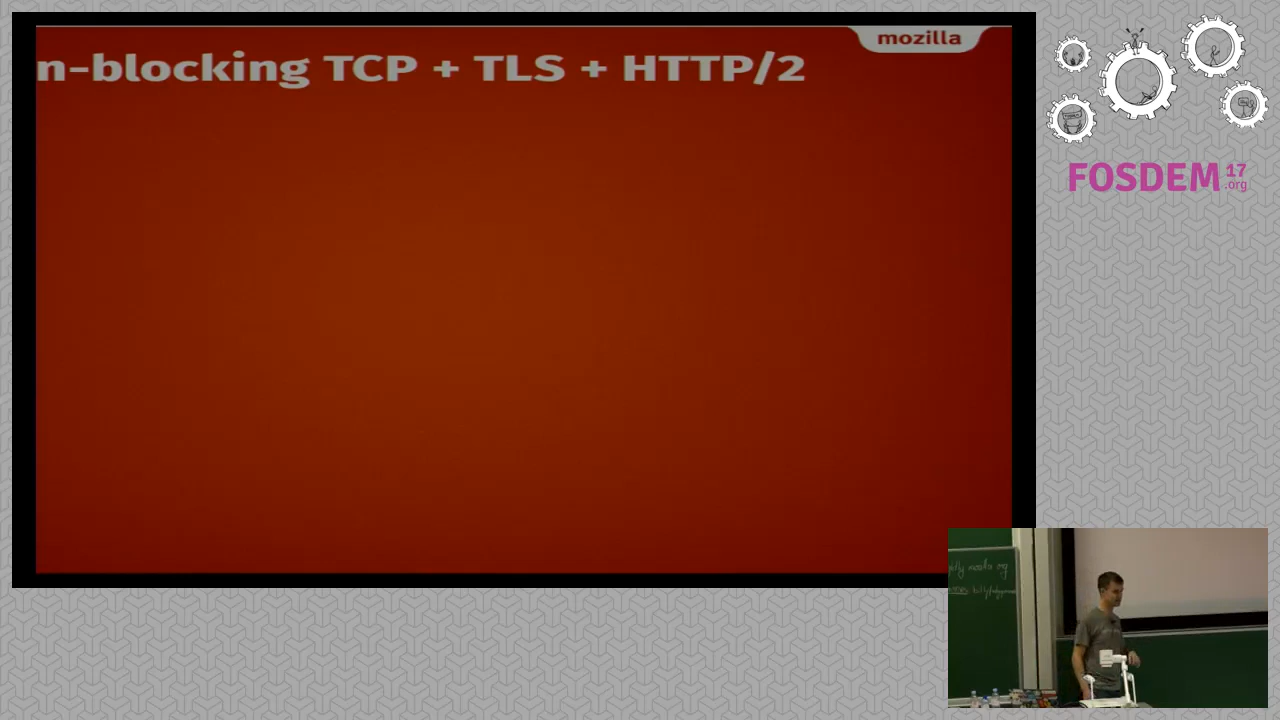 mozilla
n-blocking TCP + TLS + HTTP/2
FOSDEM 17
.org